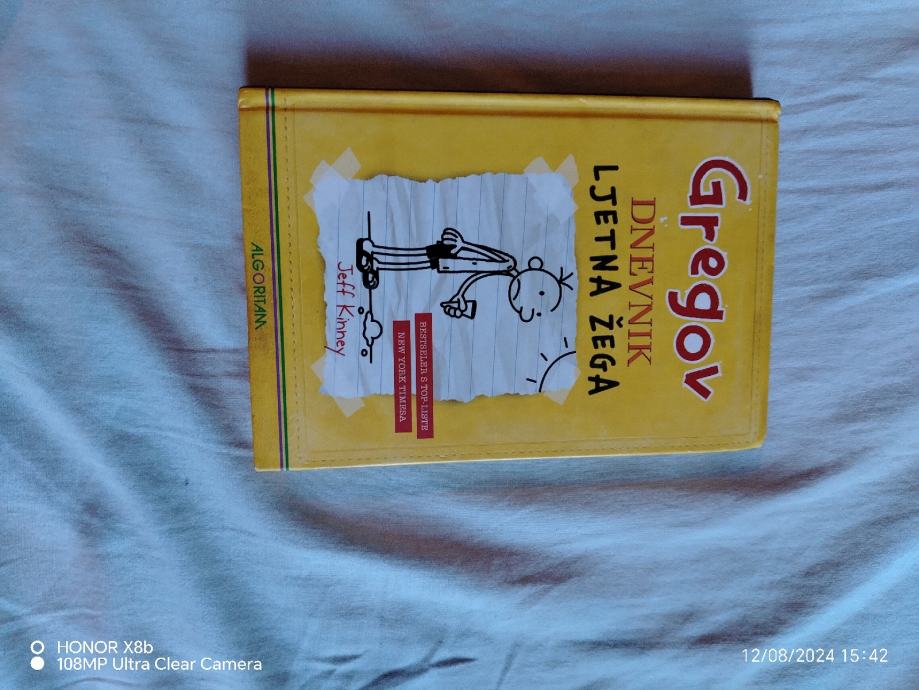 Gregov
DNEVNIK
LJETNA ŽEGA
BESTSELER S TOP-LISTE
NEW YORK TIMESA
Jeff Kinney
ALGORITAM
HONOR X8b
108MP Ultra Clear Camera
12/08/2024 15:42